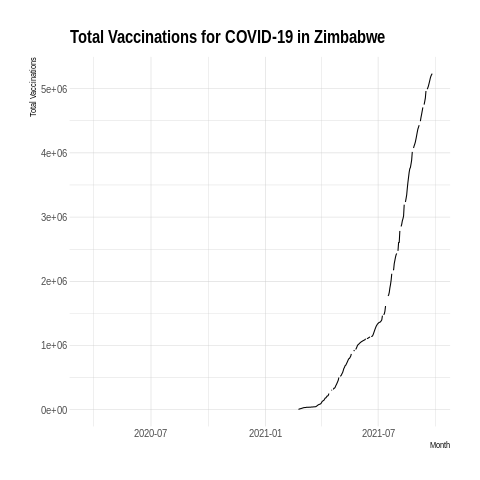 Total Vaccinations for COVID-19 in Zimbabwe
Total Vaccinations
5e+06
4e+06
3e+06
2e+06
1e+06
0e+00
2020-07
2021-01
2021-07
Month